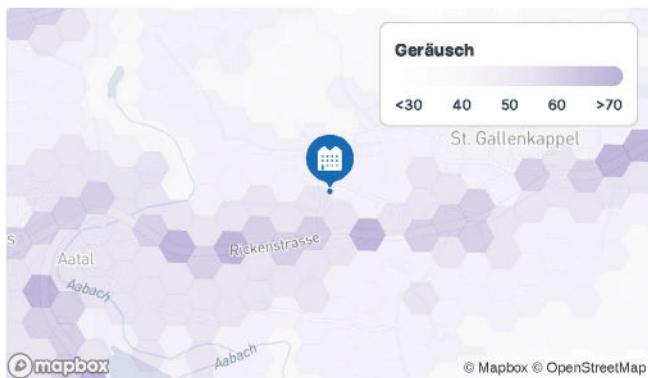 Geräusch
<30 40 50 60 >70
St. Gallenkappel
Rickenstrasse
s
Aatal
Aabach
Aabach
mapbox
© Mapbox © OpenStreetMap